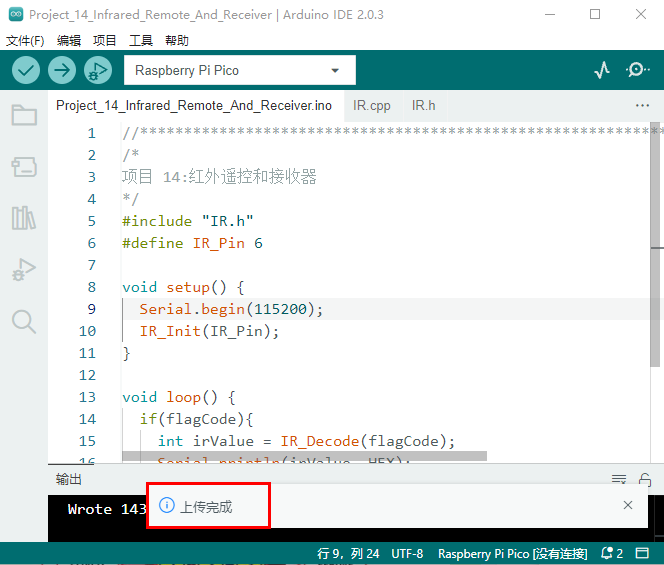 Project_14_Infrared_Remote_And_Receiver | Arduino IDE 2.0.3
文件(F) 编辑 项目 工具 帮助
Raspberry Pi Pico
Project_14_Infrared_Remote_And_Receiver.ino IR.cpp IR.h
1 //************************************************************
2 /*
3 项目 14:红外遥控和接收器
4 */
5 #include "IR.h"
6 #define IR_Pin 6
7
8 void setup() {
9 Serial.begin(115200);
10 IR_Init(IR_Pin);
11 }
12
13 void loop() {
14 if(flagCode){
15 int irValue = IR_Decode(flagCode);
16 Serial.println(irValue, HEX);
输出
Wrote 143
上传完成
行 9，列 24 UTF-8 Raspberry Pi Pico [没有连接] 2